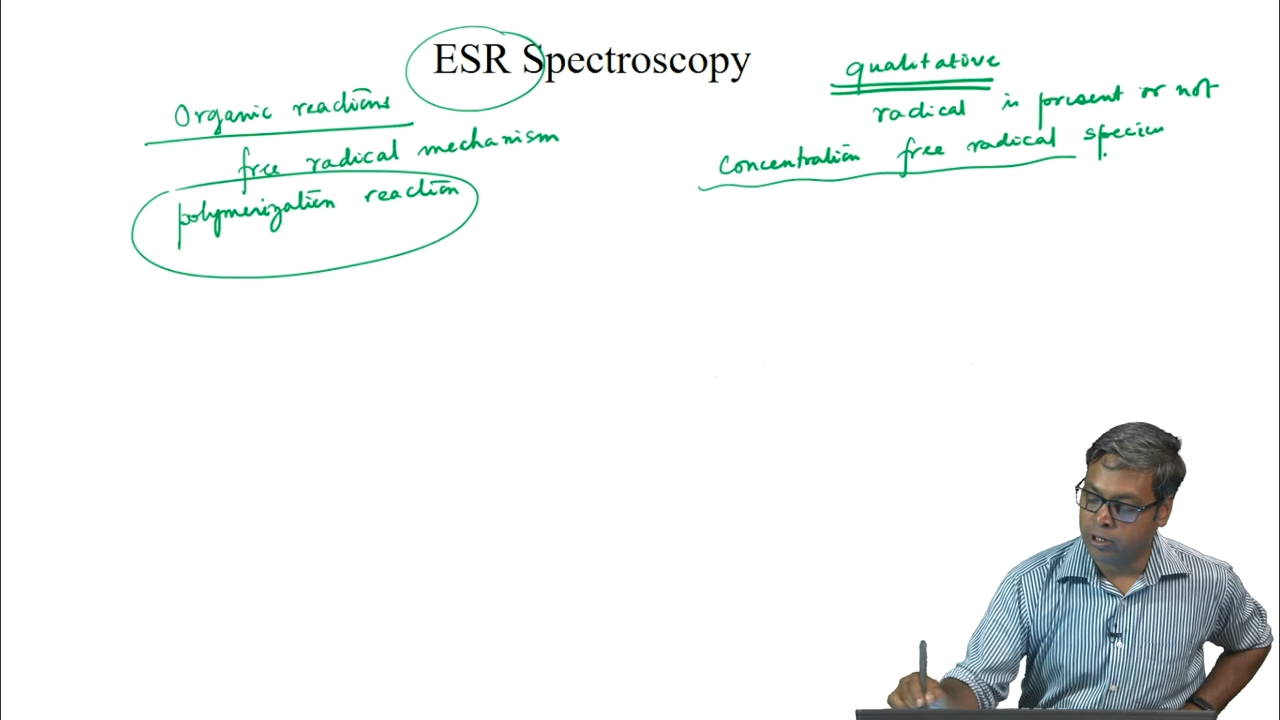 ESR Spectroscopy
Organic reactions
free radical mechanism
polymerization reaction
qualitative
radical is present or not
Concentration free radical species